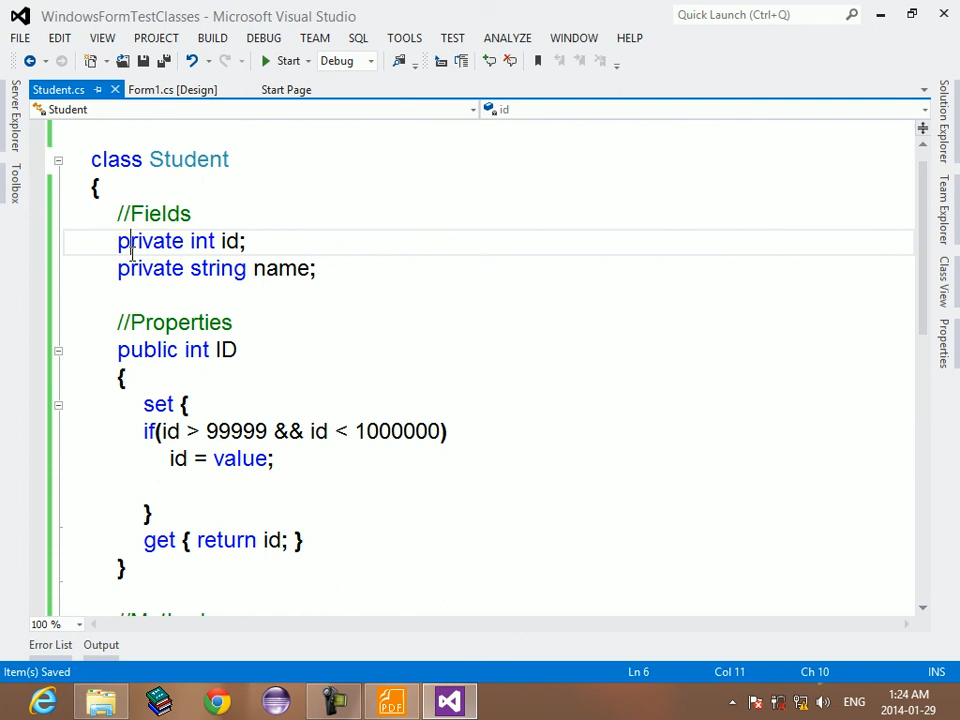 WindowsFormTestClasses - Microsoft Visual Studio
Quick Launch (Ctrl+Q)
FILE EDIT VIEW PROJECT BUILD DEBUG TEAM SQL TOOLS TEST ANALYZE WINDOW HELP
Start Debug
Student.cs Form1.cs [Design] Start Page
Student id
Server Explorer
Toolbox
Solution Explorer
Team Explorer
Class View
Properties
class Student
{
//Fields
private int id;
private string name;
//Properties
public int ID
{
set {
if(id > 99999 && id < 1000000)
id = value;
}
get { return id; }
}
100 %
Error List Output
Item(s) Saved Ln 6 Col 11 Ch 10 INS
PDF ENG 1:24 AM
2014-01-29